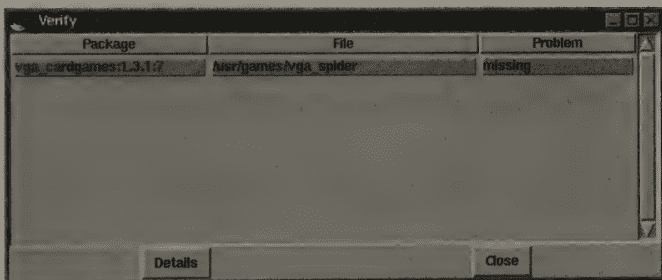 Verify
Package File Problem
vga_cardgames:1.3.1:7 /usr/games/vga_spider missing
Details Close